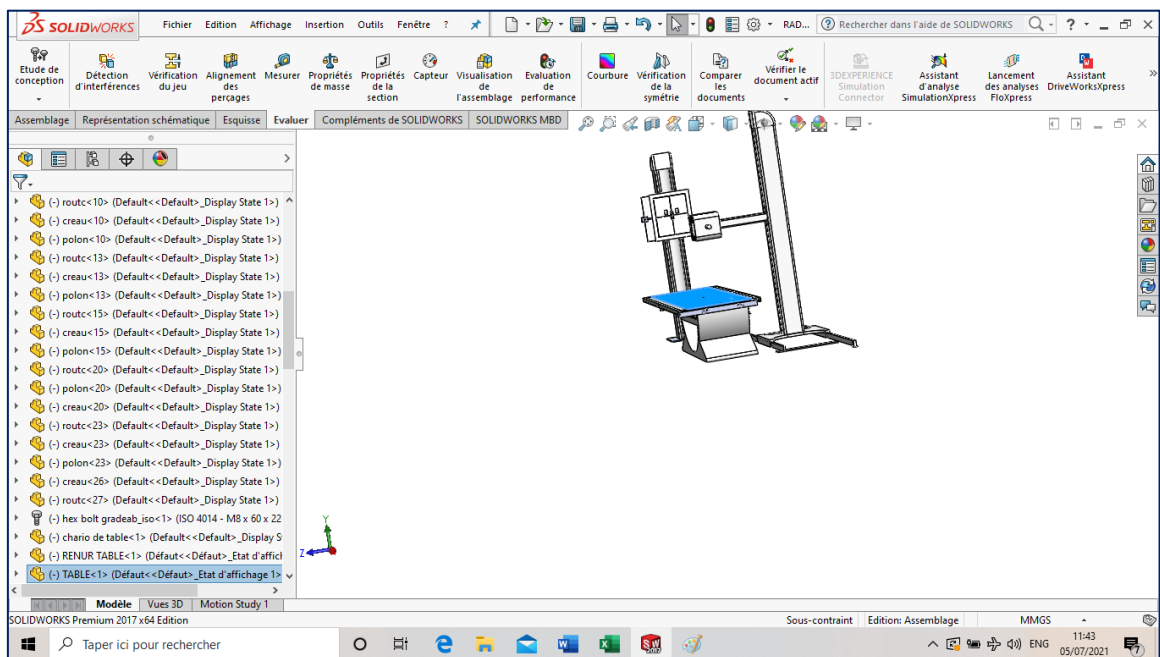 SOLIDWORKS Fichier Edition Affichage Insertion Outils Fenêtre ? RAD... Rechercher dans l'aide de SOLIDWORKS ?
Etude de conception
Détection d'interférences
Vérification du jeu
Alignement des perçages
Mesurer
Propriétés de masse
Propriétés de la section
Capteur
Visualisation de l'assemblage
Evaluation de performance
Courbure
Vérification de la symétrie
Comparer les documents
Vérifier le document actif
3DEXPERIENCE Simulation Connector
Assistant d'analyse SimulationXpress
Lancement des analyses FloXpress
Assistant DriveWorksXpress
Assemblage Représentation schématique Esquisse Evaluer Compléments de SOLIDWORKS SOLIDWORKS MBD
(-) routc<10> (Default<<Default>_Display State 1>)
(-) creau<10> (Default<<Default>_Display State 1>)
(-) polon<10> (Default<<Default>_Display State 1>)
(-) routc<13> (Default<<Default>_Display State 1>)
(-) creau<13> (Default<<Default>_Display State 1>)
(-) polon<13> (Default<<Default>_Display State 1>)
(-) routc<15> (Default<<Default>_Display State 1>)
(-) creau<15> (Default<<Default>_Display State 1>)
(-) polon<15> (Default<<Default>_Display State 1>)
(-) routc<20> (Default<<Default>_Display State 1>)
(-) polon<20> (Default<<Default>_Display State 1>)
(-) creau<20> (Default<<Default>_Display State 1>)
(-) routc<23> (Default<<Default>_Display State 1>)
(-) creau<23> (Default<<Default>_Display State 1>)
(-) polon<23> (Default<<Default>_Display State 1>)
(-) creau<26> (Default<<Default>_Display State 1>)
(-) routc<27> (Default<<Default>_Display State 1>)
(-) hex bolt gradeab_iso<1> (ISO 4014 - M8 x 60 x 22
(-) chario de table<1> (Default<<Default>_Display S
(-) RENUR TABLE<1> (Défaut<<Défaut>_Etat d'affich
(-) TABLE<1> (Défaut<<Défaut>_Etat d'affichage 1>
Y
Z
Modèle Vues 3D Motion Study 1
SOLIDWORKS Premium 2017 x64 Edition Sous-contraint Edition: Assemblage MMGS
Taper ici pour rechercher ENG 11:43
05/07/2021